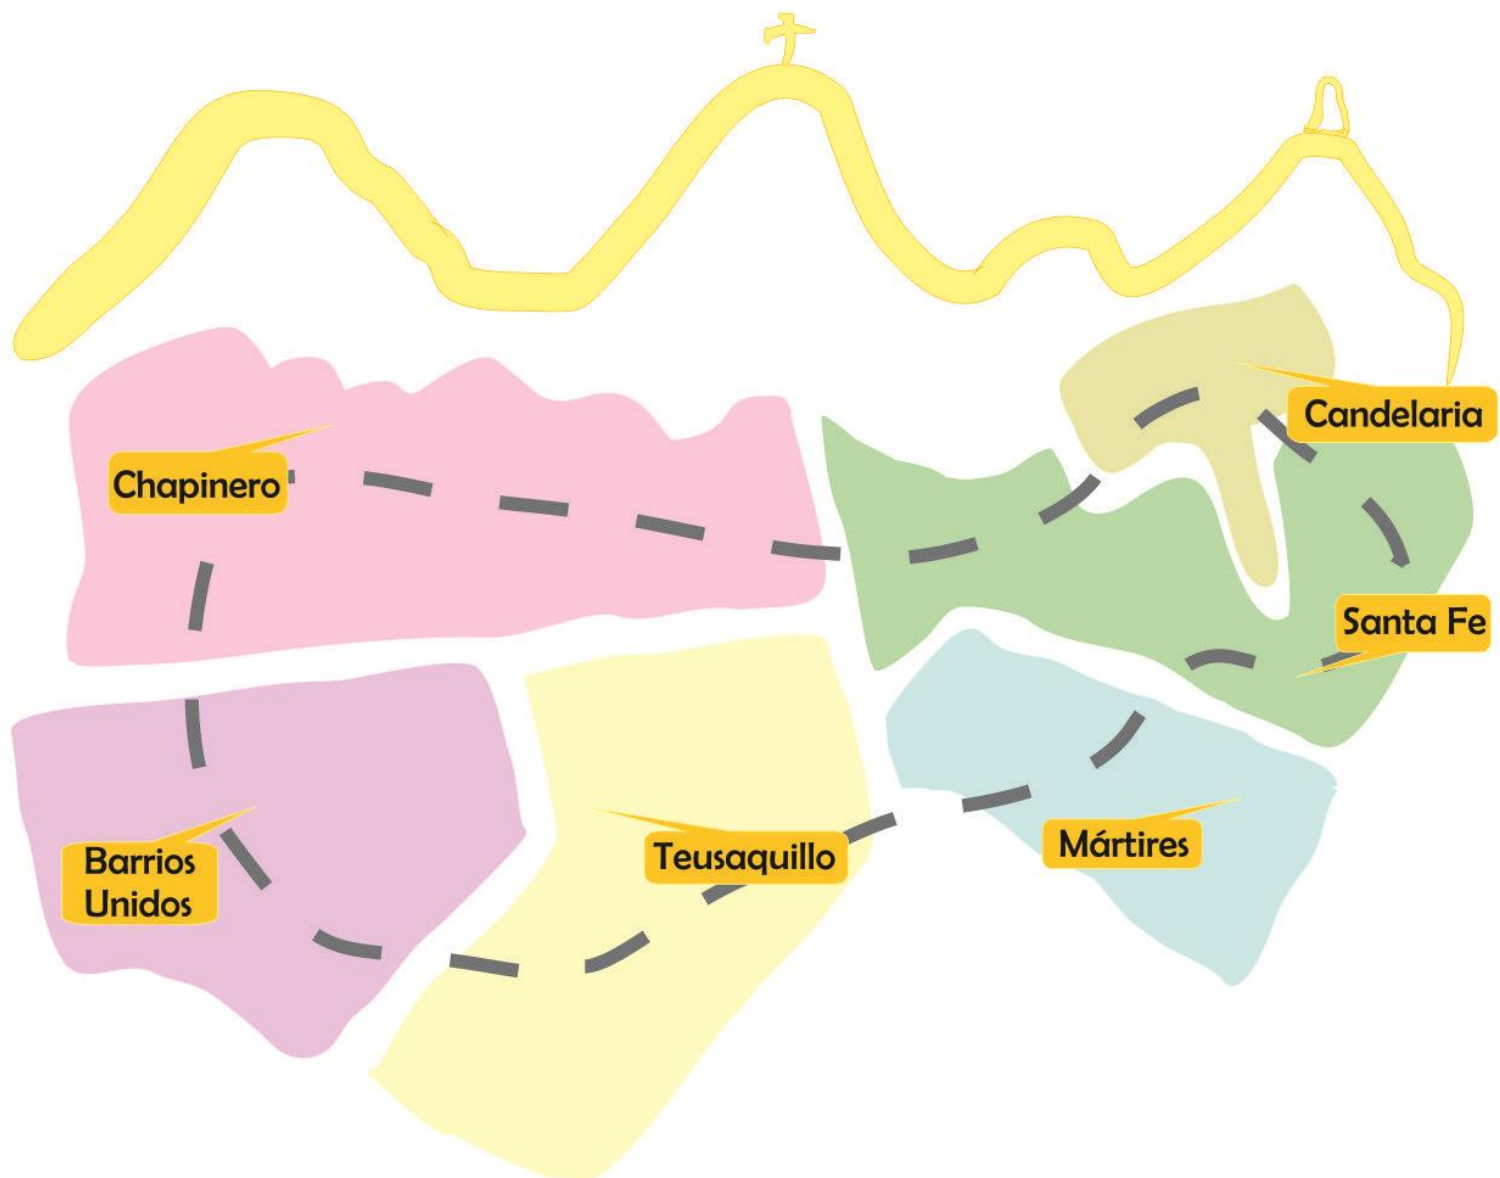 Candelaria
Chapinero
Santa Fe
Barrios
Unidos
Teusaquillo
Mártires